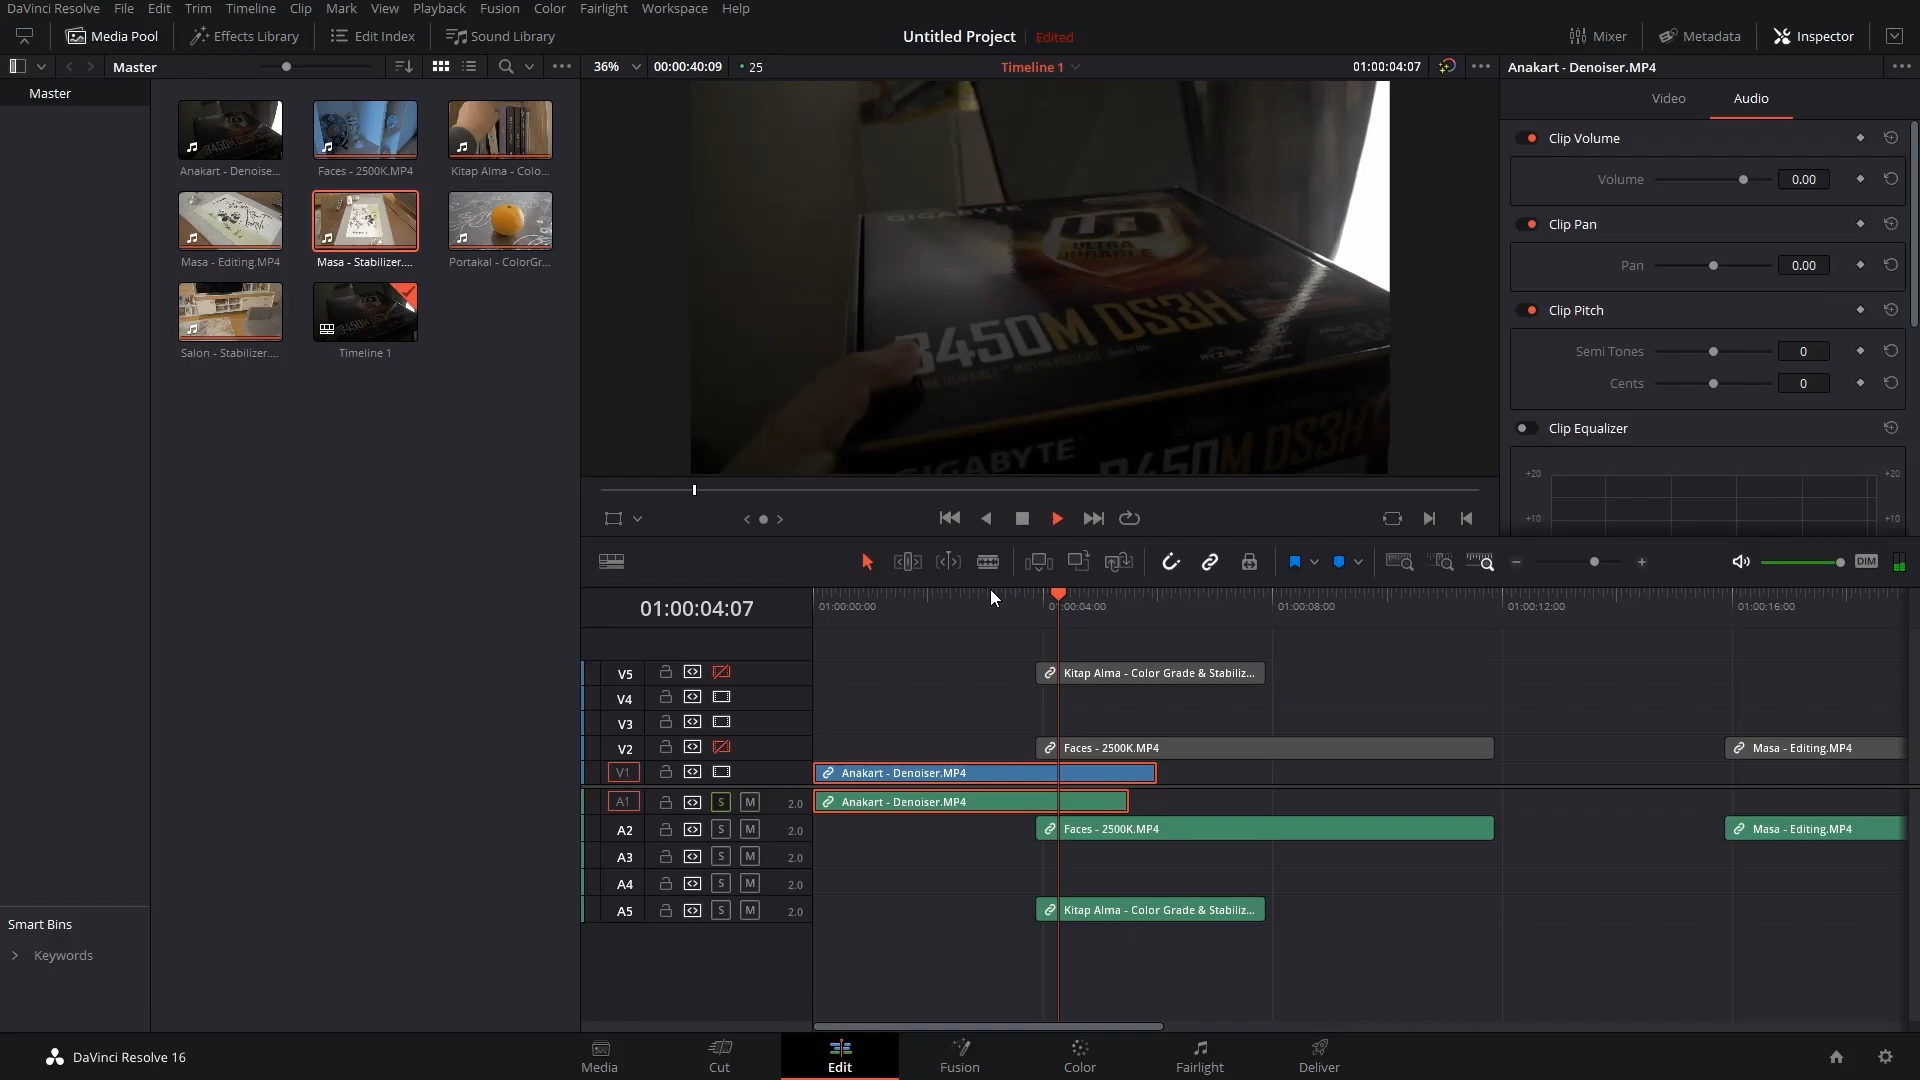 DaVinci Resolve File Edit Trim Timeline Clip Mark View Playback Fusion Color Fairlight Workspace Help
Media Pool Effects Library Edit Index Sound Library Untitled Project Edited Mixer Metadata Inspector
Master 36% 00:00:40:09 25 Timeline 1 01:00:04:07 Anakart - Denoiser.MP4
Master
Video Audio
Anakart - Denoise... Faces - 2500K.MP4 Kitap Alma - Colo...
Masa - Editing.MP4 Masa - Stabilizer.... Portakal - ColorGr...
Salon - Stabilizer.... Timeline 1
GIGABYTE
ULTRA
DURABLE
B450M DS3H
GIGABYTE
B450M DS3H
Clip Volume
Volume 0.00
Clip Pan
Pan 0.00
Clip Pitch
Semi Tones 0
Cents 0
Clip Equalizer
+20 +20
+10 +10
DIM
01:00:04:07 01:00:00:00 01:00:04:00 01:00:08:00 01:00:12:00 01:00:16:00
V5 Kitap Alma - Color Grade & Stabiliz...
V4
V3
V2 Faces - 2500K.MP4 Masa - Editing.MP4
V1 Anakart - Denoiser.MP4
A1 S M 2.0 Anakart - Denoiser.MP4
A2 S M 2.0 Faces - 2500K.MP4 Masa - Editing.MP4
A3 S M 2.0
A4 S M 2.0
A5 S M 2.0 Kitap Alma - Color Grade & Stabiliz...
Smart Bins
Keywords
DaVinci Resolve 16 Media Cut Edit Fusion Color Fairlight Deliver